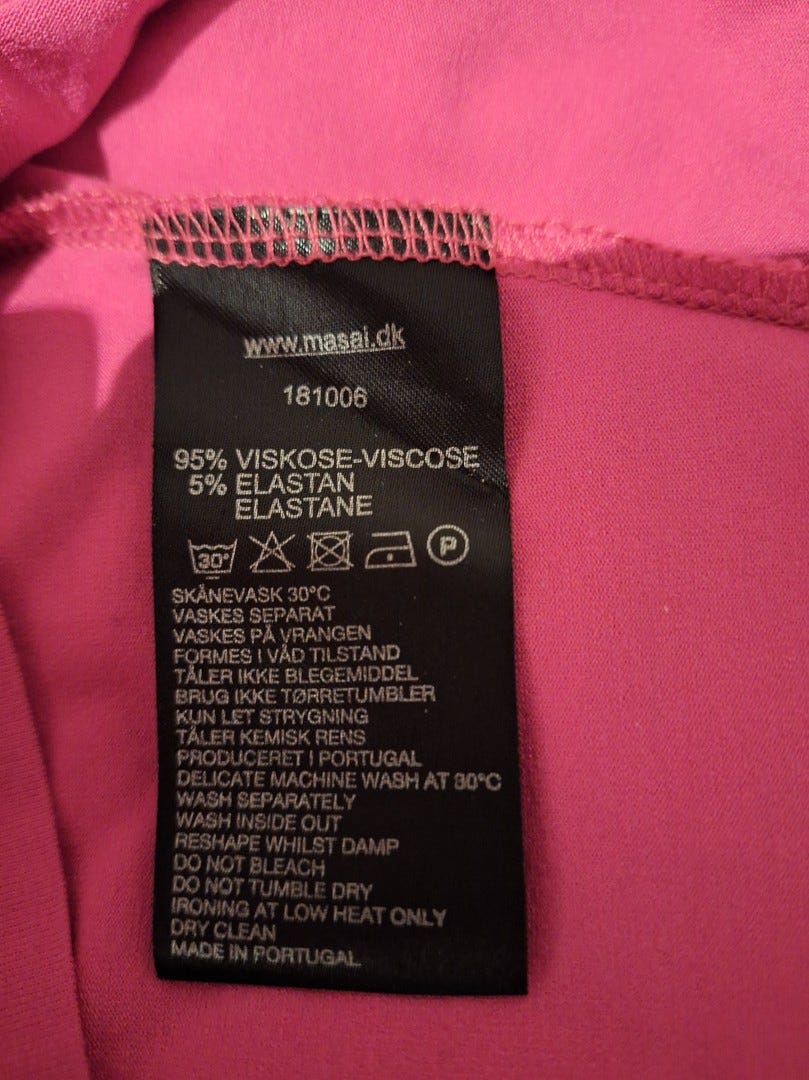 www.masai.dk
181006
95% VISKOSE-VISCOSE
5% ELASTAN
ELASTANE
30° P
SKÅNEVASK 30°C
VASKES SEPARAT
VASKES PÅ VRANGEN
FORMES I VÅD TILSTAND
TÅLER IKKE BLEGEMIDDEL
BRUG IKKE TØRRETUMBLER
KUN LET STRYGNING
TÅLER KEMISK RENS
PRODUCERET I PORTUGAL
DELICATE MACHINE WASH AT 30°C
WASH SEPARATELY
WASH INSIDE OUT
RESHAPE WHILST DAMP
DO NOT BLEACH
DO NOT TUMBLE DRY
IRONING AT LOW HEAT ONLY
DRY CLEAN
MADE IN PORTUGAL